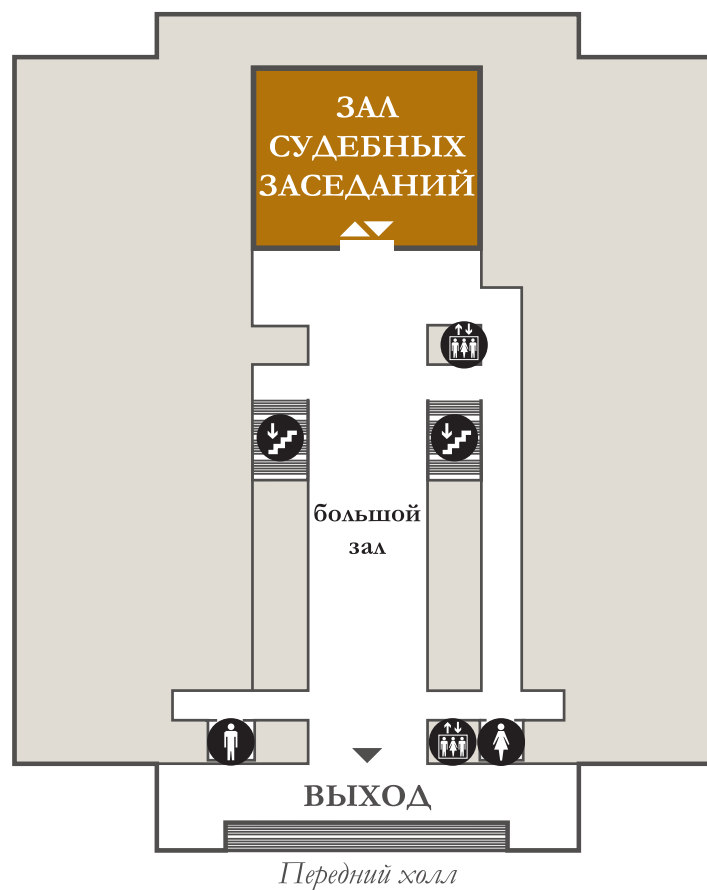 ЗАЛ
СУДЕБНЫХ
ЗАСЕДАНИЙ
большой
зал
ВЫХОД
Передний холл